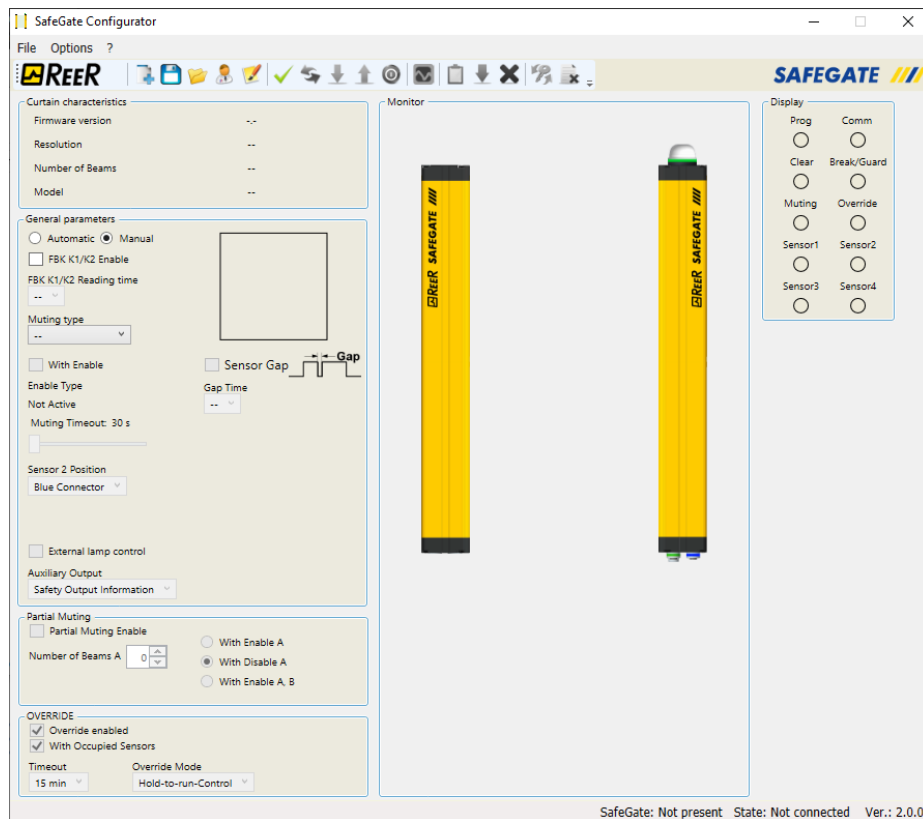 SafeGate Configurator
File Options ?
REER
SAFEGATE
Curtain characteristics
Firmware version -.-
Resolution --
Number of Beams --
Model --
General parameters
Automatic Manual
FBK K1/K2 Enable
FBK K1/K2 Reading time
--
Muting type
--
With Enable
Sensor Gap
Gap
Enable Type
Not Active
Gap Time
--
Muting Timeout: 30 s
Sensor 2 Position
Blue Connector
External lamp control
Auxiliary Output
Safety Output Information
Partial Muting
Partial Muting Enable
Number of Beams A 0
With Enable A
With Disable A
With Enable A, B
OVERRIDE
Override enabled
With Occupied Sensors
Timeout
15 min
Override Mode
Hold-to-run-Control
Monitor
REER SAFEGATE
REER SAFEGATE
Display
Prog Comm
Clear Break/Guard
Muting Override
Sensor1 Sensor2
Sensor3 Sensor4
SafeGate: Not present State: Not connected Ver.: 2.0.0